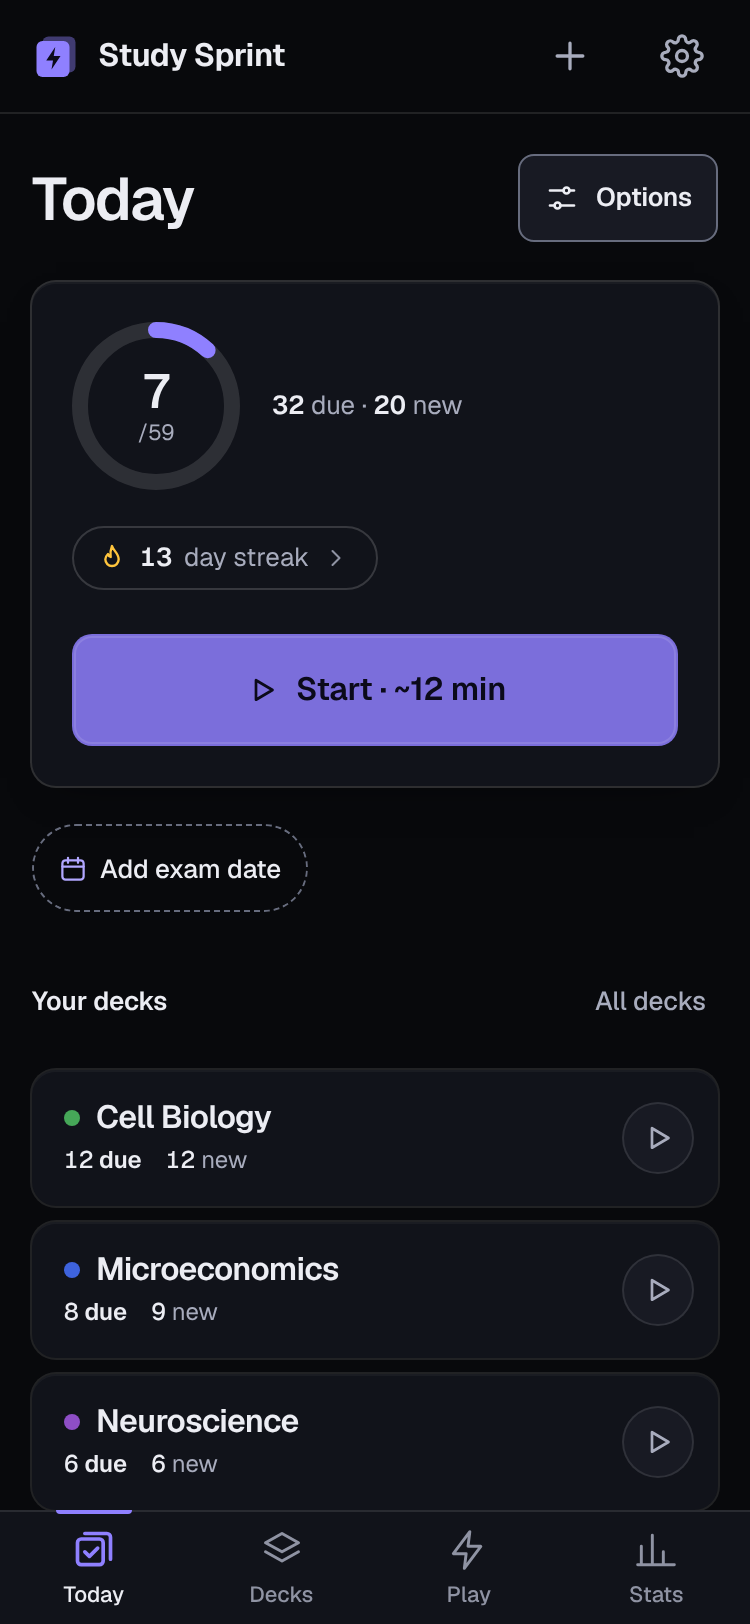 Study Sprint
Today
Options
7
/59
32 due · 20 new
13 day streak
Start · ~12 min
Add exam date
Your decks
All decks
Cell Biology
12 due 12 new
Microeconomics
8 due 9 new
Neuroscience
6 due 6 new
Today
Decks
Play
Stats